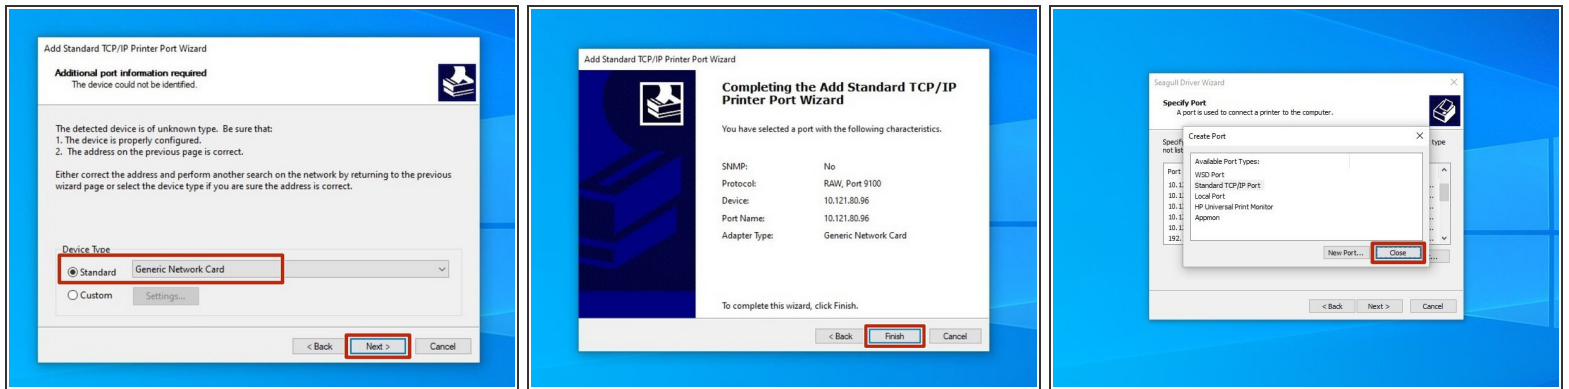 Add Standard TCP/IP Printer Port Wizard
Additional port information required
The device could not be identified.
The detected device is of unknown type. Be sure that:
1. The device is properly configured.
2. The address on the previous page is correct.
Either correct the address and perform another search on the network by returning to the previous
wizard page or select the device type if you are sure the address is correct.
Device Type
Standard Generic Network Card
Custom Settings...
< Back Next > Cancel
Add Standard TCP/IP Printer Port Wizard
Completing the Add Standard TCP/IP
Printer Port Wizard
You have selected a port with the following characteristics.
SNMP: No
Protocol: RAW, Port 9100
Device: 10.121.80.96
Port Name: 10.121.80.96
Adapter Type: Generic Network Card
To complete this wizard, click Finish.
< Back Finish Cancel
Seagull Driver Wizard
Specify Port
A port is used to connect a printer to the computer.
type
not list
Create Port
Available Port Types:
WSD Port
Standard TCP/IP Port
Local Port
HP Universal Print Monitor
Appmon
Port
192.
New Port... Close
< Back Next > Cancel